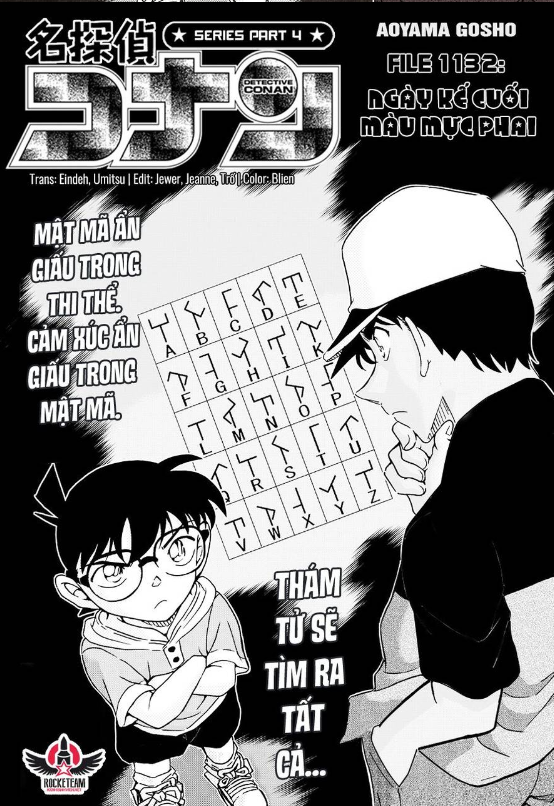 名探偵
コナン
DETECTIVE
CONAN
★ SERIES PART 4 ★
AOYAMA GOSHO
FILE 1132:
NGÀY KẾ CUỐI
MÀU MỰC PHAI
Trans: Eindeh, Umitsu | Edit: Jewer, Jeanne, Trố | Color: Blien
MẬT MÃ ẨN
GIẤU TRONG
THI THỂ.
CẢM XÚC ẨN
GIẤU TRONG
MẬT MÃ.
A B C D E
F G H I K
L M N O P
Q R S T U
V W X Y Z
THÁM
TỬ SẼ
TÌM RA
TẤT
CẢ...
ROCKETEAM